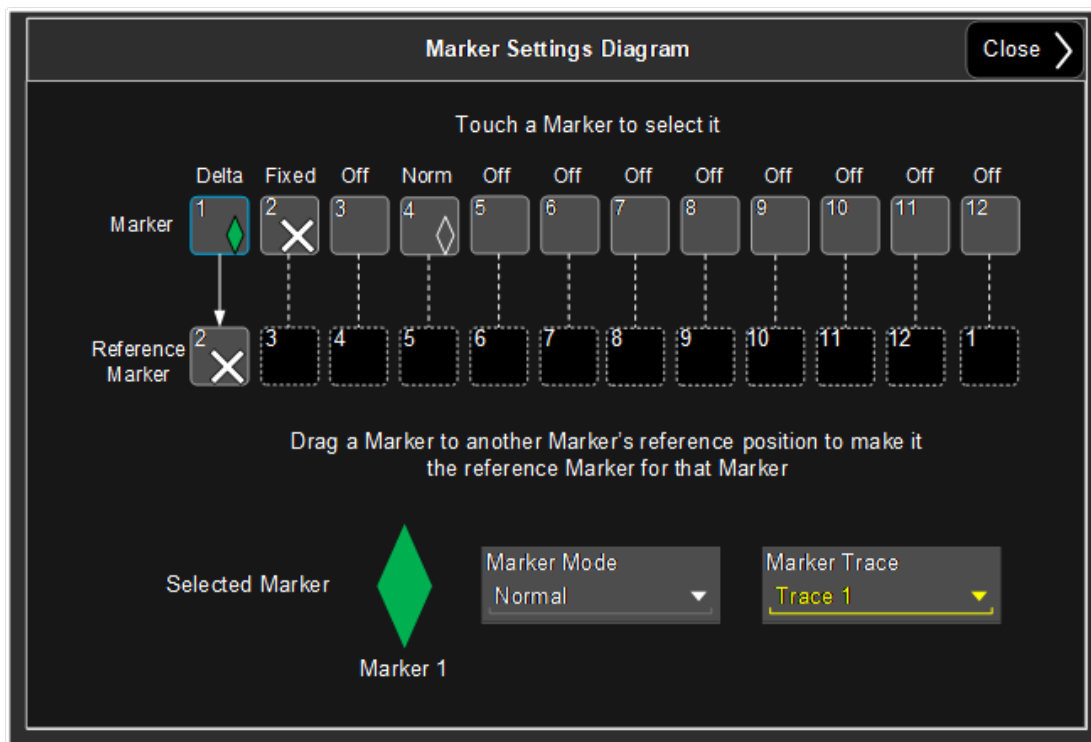 Marker Settings Diagram
Close
Touch a Marker to select it
Delta Fixed Off Norm Off Off Off Off Off Off Off Off
Marker
1 2 3 4 5 6 7 8 9 10 11 12
Reference
Marker
2 3 4 5 6 7 8 9 10 11 12 1
Drag a Marker to another Marker's reference position to make it
the reference Marker for that Marker
Selected Marker
Marker 1
Marker Mode
Normal
Marker Trace
Trace 1